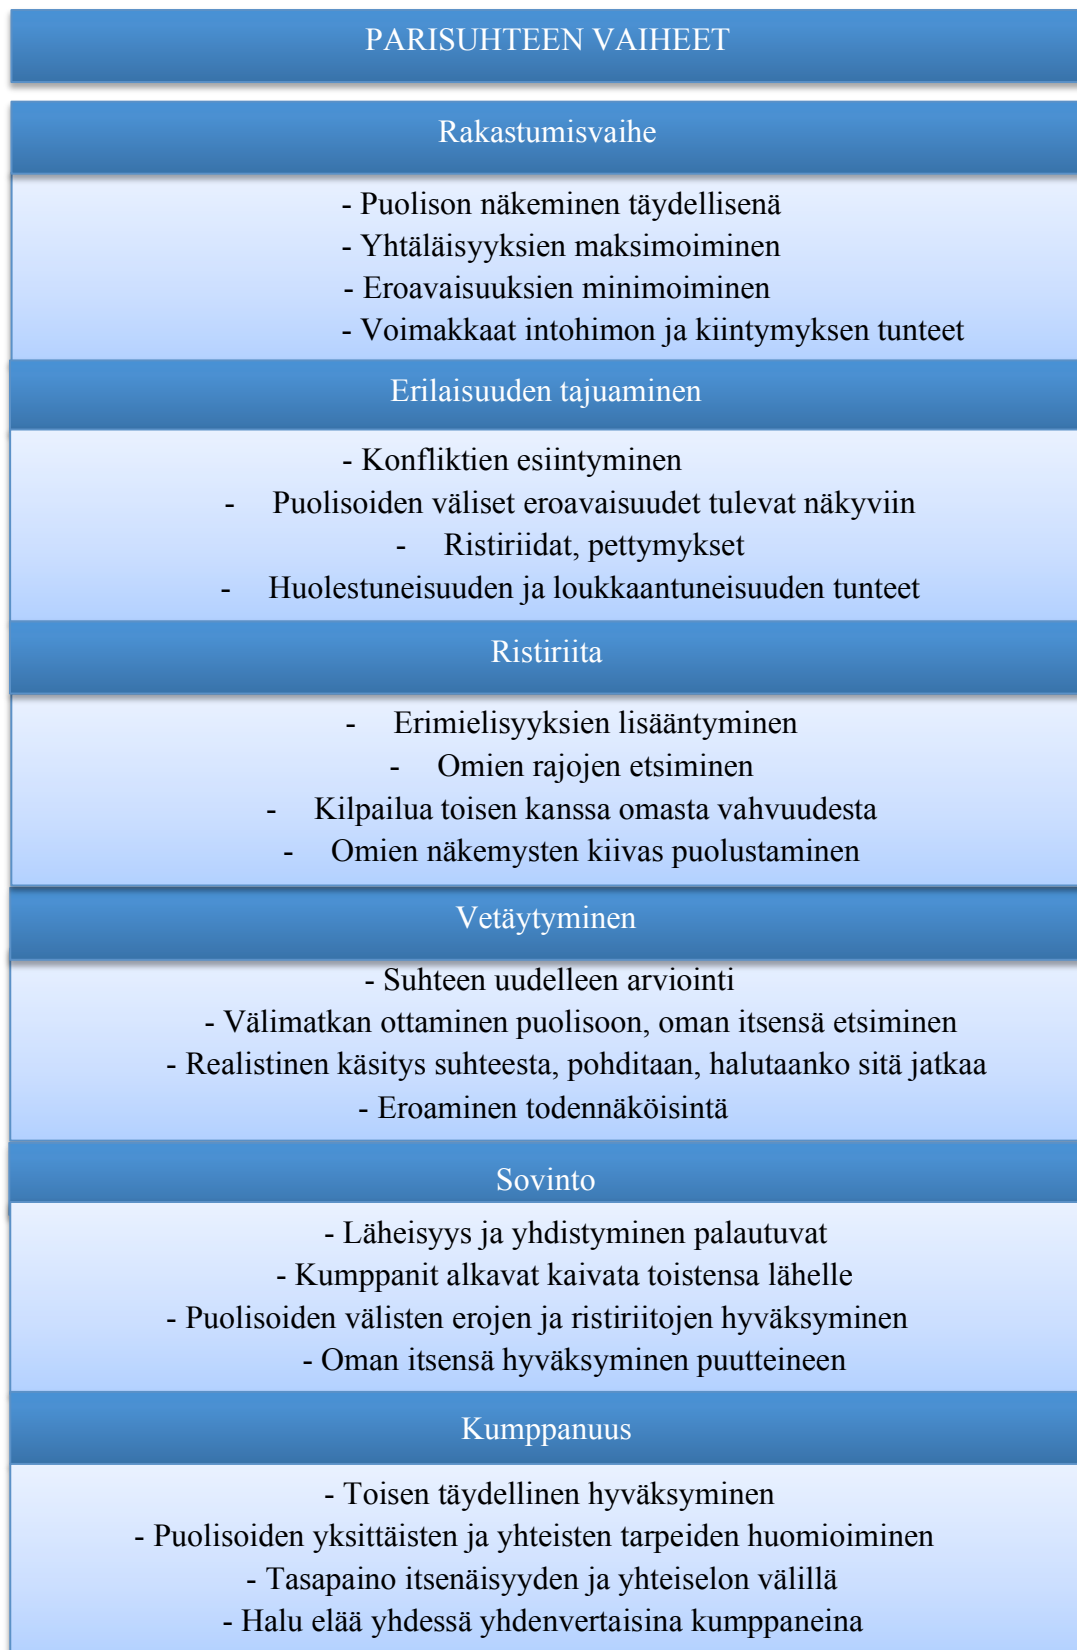 PARISUHTEEN VAIHEET
Rakastumisvaihe
- Puolison näkeminen täydellisenä
- Yhtäläisyyksien maksimoiminen
- Eroavaisuuksien minimoiminen
- Voimakkaat intohimon ja kiintymyksen tunteet
Erilaisuuden tajuaminen
- Konfliktien esiintyminen
- Puolisoiden väliset eroavaisuudet tulevat näkyviin
- Ristiriidat, pettymykset
- Huolestuneisuuden ja loukkaantuneisuuden tunteet
Ristiriita
- Erimielisyyksien lisääntyminen
- Omien rajojen etsiminen
- Kilpailua toisen kanssa omasta vahvuudesta
- Omien näkemysten kiivas puolustaminen
Vetäytyminen
- Suhteen uudelleen arviointi
- Välimatkan ottaminen puolisoon, oman itsensä etsiminen
- Realistinen käsitys suhteesta, pohditaan, halutaanko sitä jatkaa
- Eroaminen todennäköisintä
Sovinto
- Läheisyys ja yhdistyminen palautuvat
- Kumppanit alkavat kaivata toistensa lähelle
- Puolisoiden välisten erojen ja ristiriitojen hyväksyminen
- Oman itsensä hyväksyminen puutteineen
Kumppanuus
- Toisen täydellinen hyväksyminen
- Puolisoiden yksittäisten ja yhteisten tarpeiden huomioiminen
- Tasapaino itsenäisyyden ja yhteiselon välillä
- Halu elää yhdessä yhdenvertaisina kumppaneina